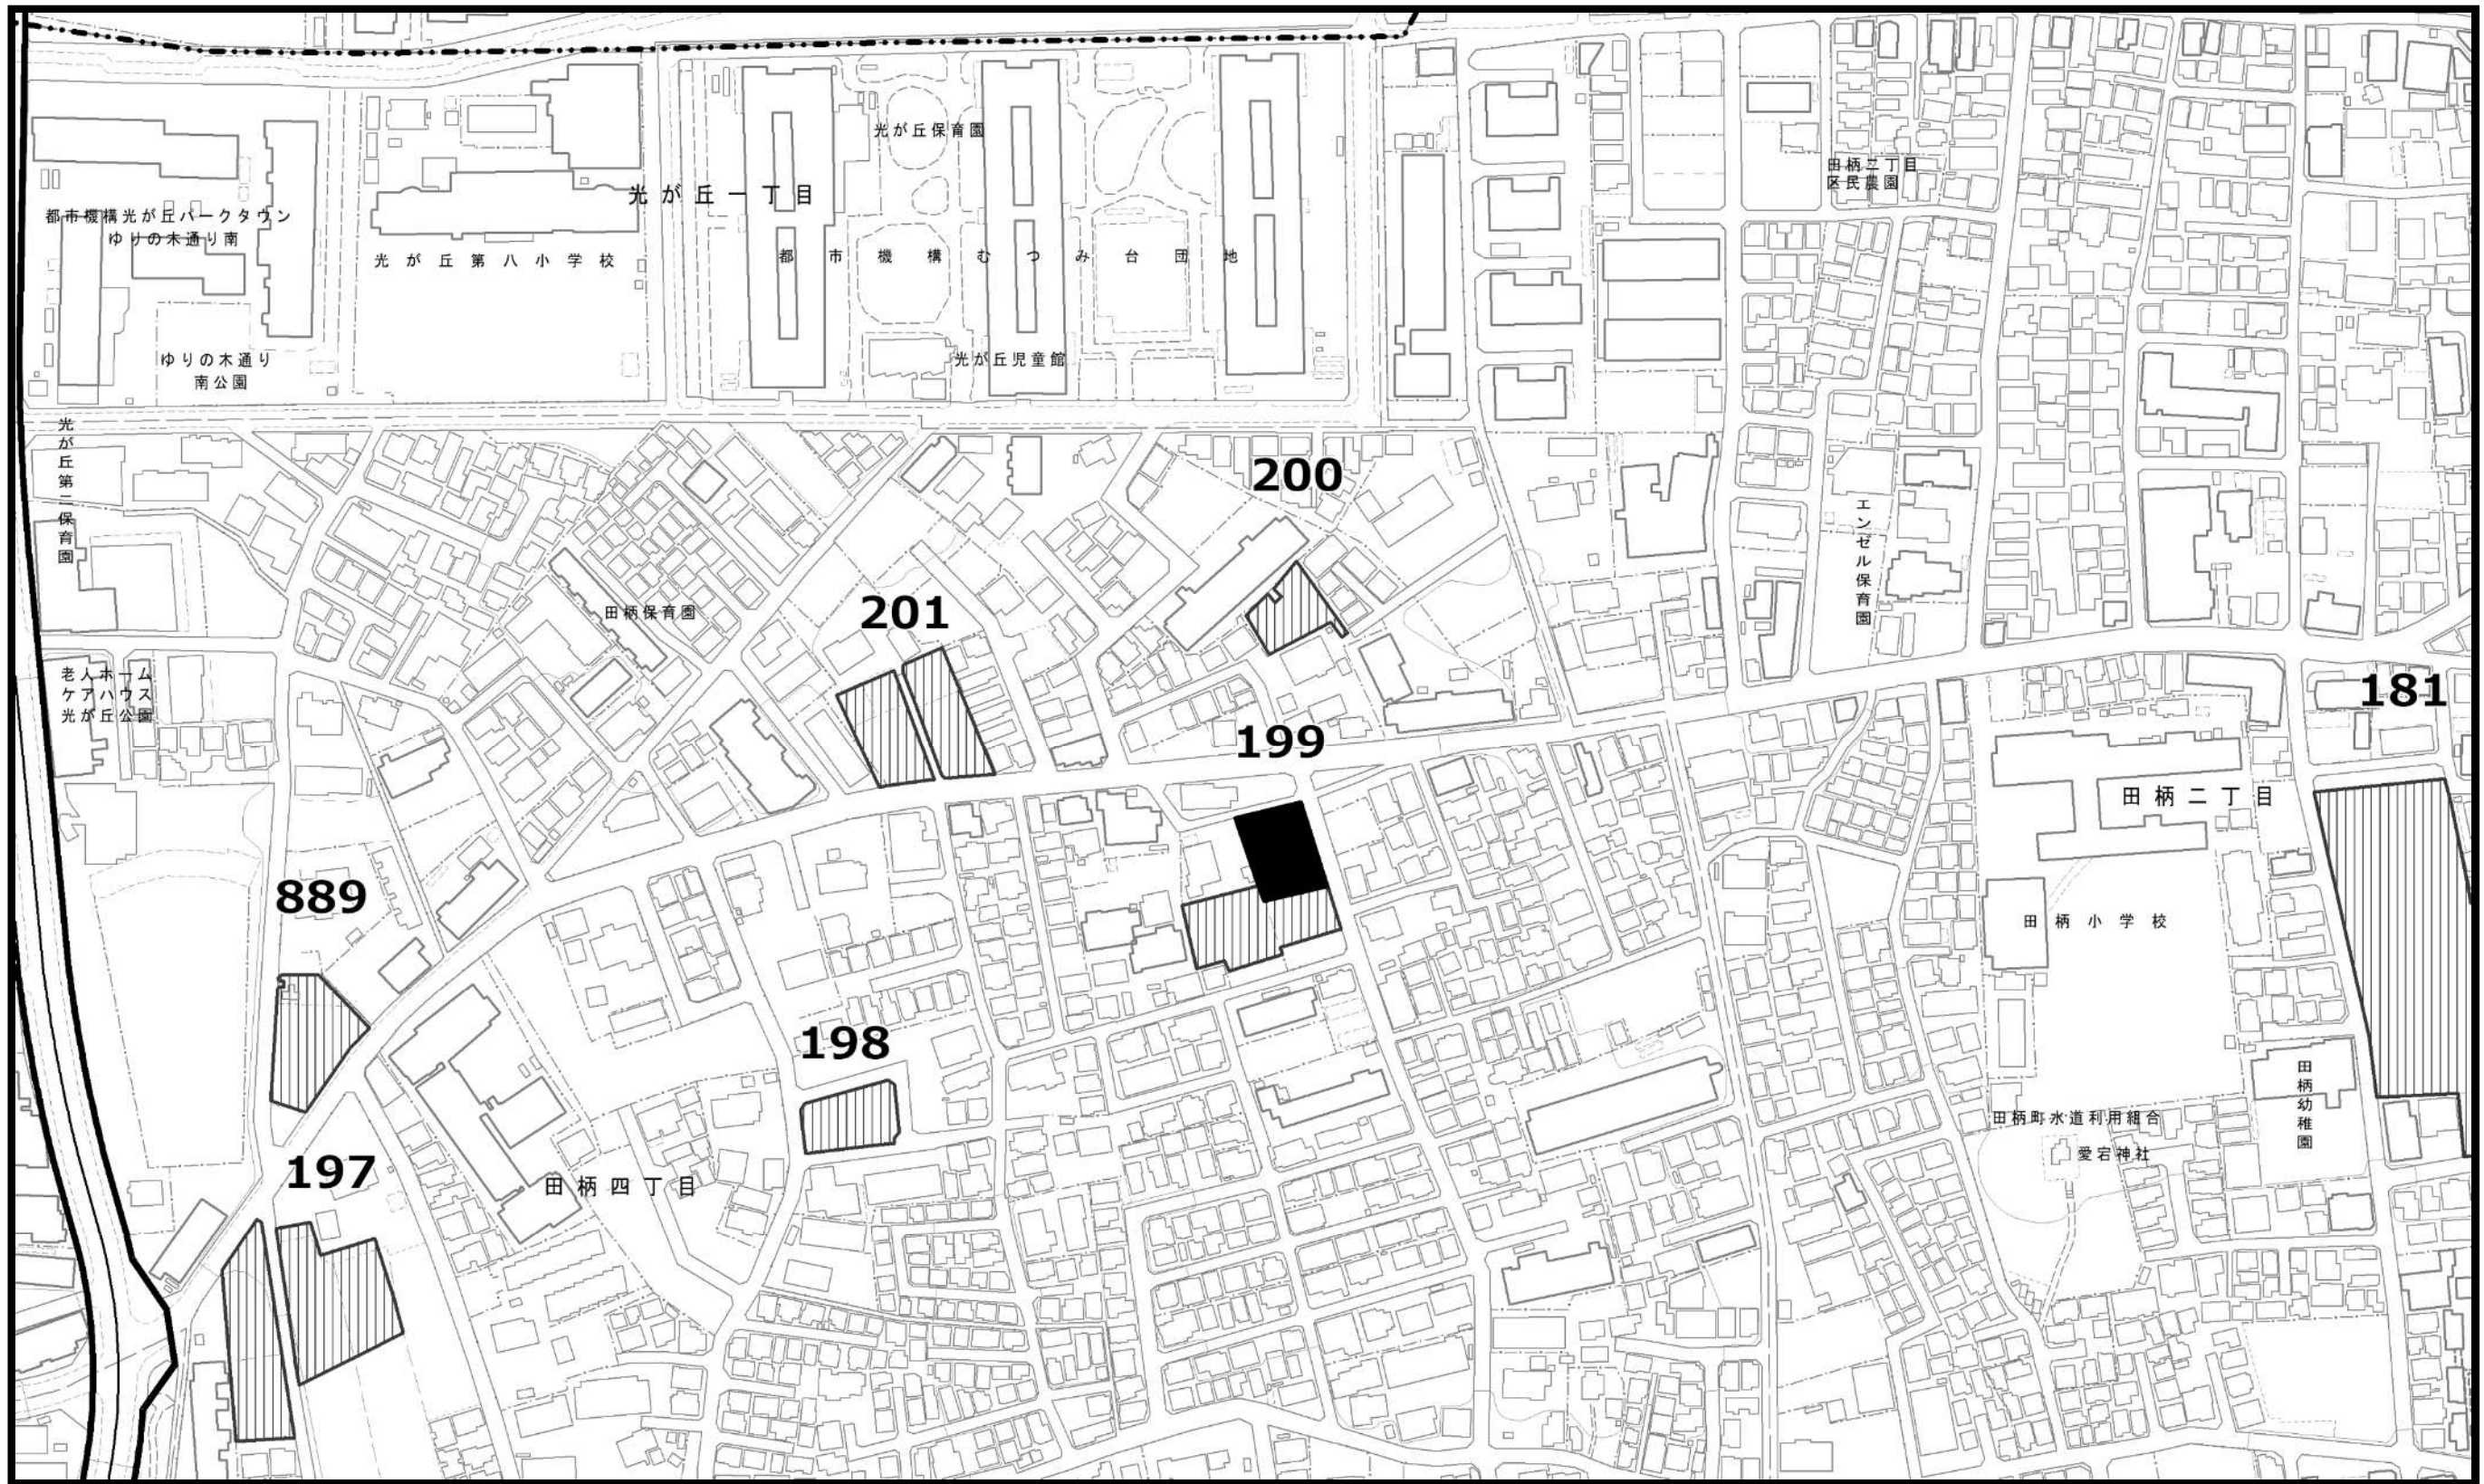 光が丘保育園
田柄二丁目
区民農園
光が丘一丁目
都市機構光が丘パークタウン
ゆりの木通り南
光が丘第八小学校
都市機構むつみ台団地
ゆりの木通り
南公園
光が丘児童館
光が丘第二保育園
200
エンゼル保育園
田柄保育園
201
老人ホーム
ケアハウス
光が丘公園
181
199
田柄二丁目
889
田柄小学校
198
田柄幼稚園
田柄町水道利用組合
愛宕神社
197
田柄四丁目